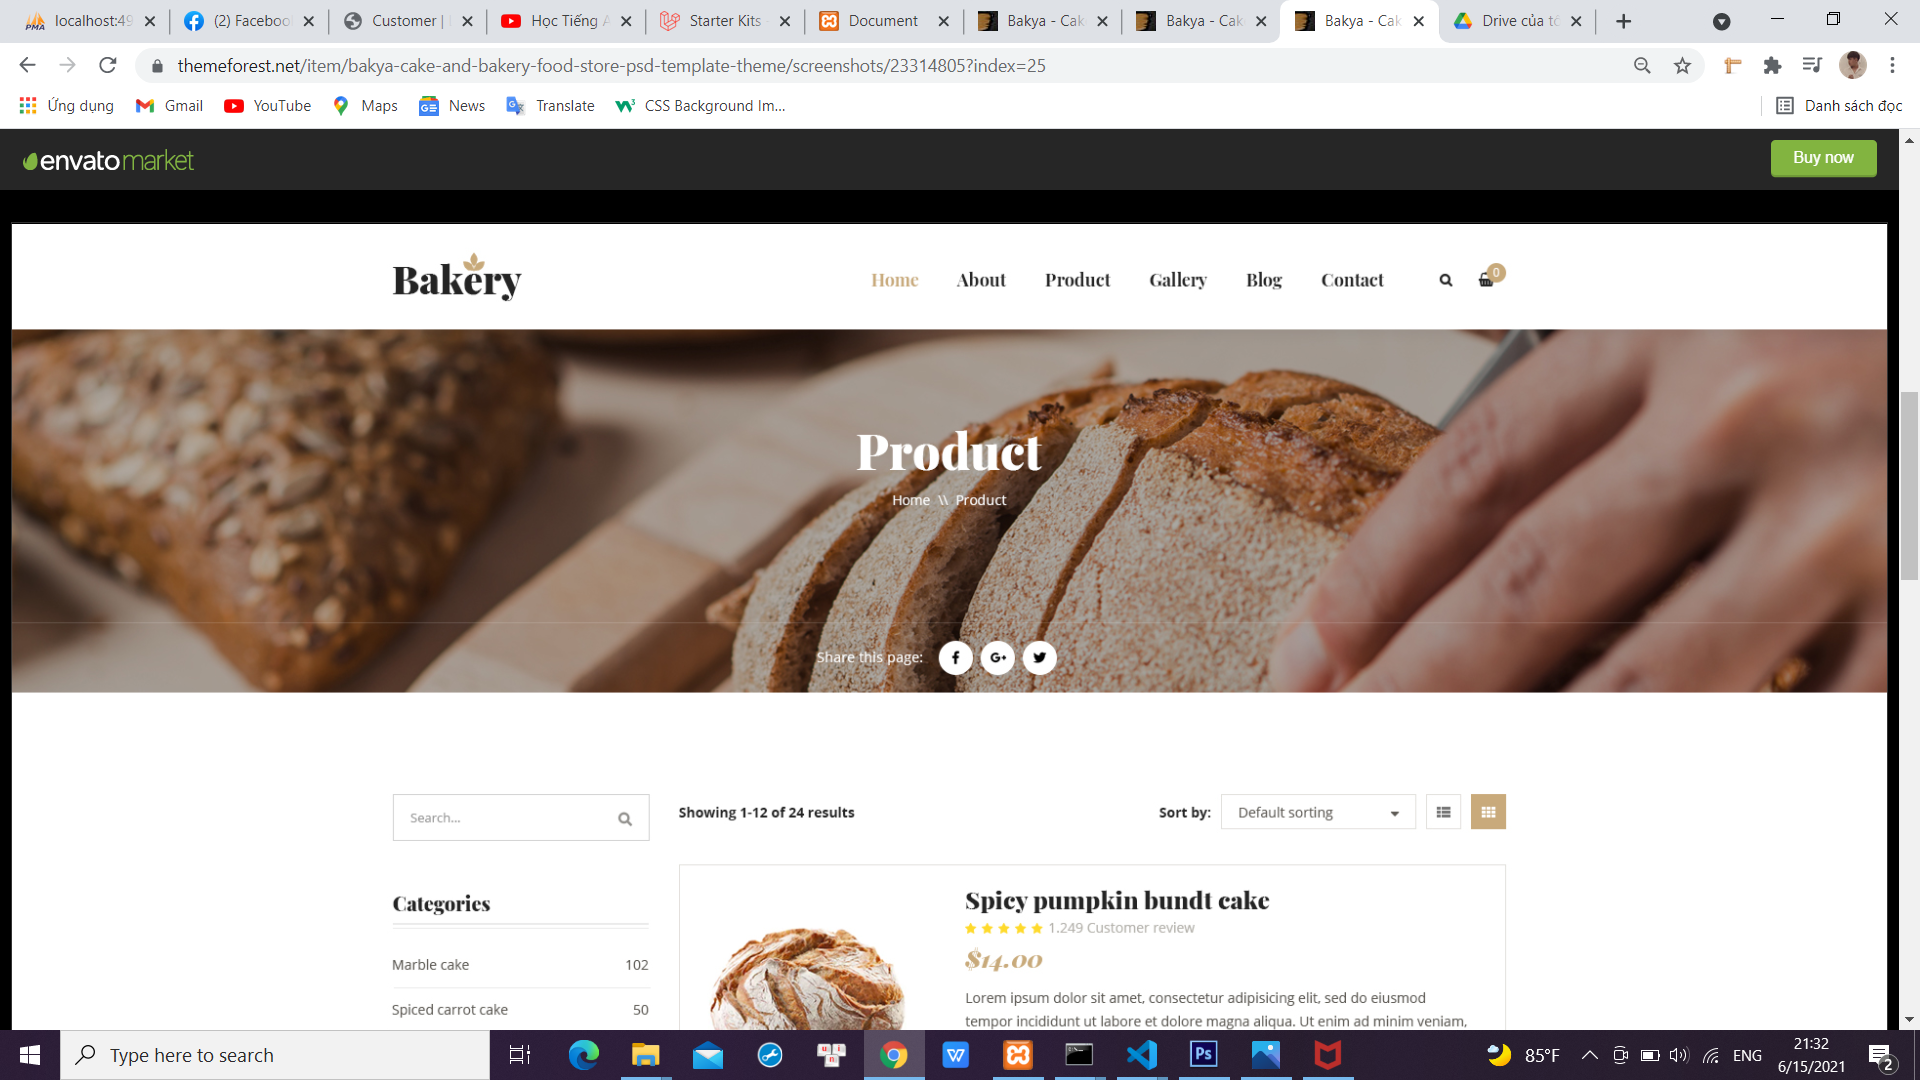 localhost:49
(2) Faceboo
Customer |
Học Tiếng A
Starter Kits
Document
Bakya - Cak
Bakya - Cak
Bakya - Cak
Drive của tô
themeforest.net/item/bakya-cake-and-bakery-food-store-psd-template-theme/screenshots/23314805?index=25
Ứng dụng
Gmail
YouTube
Maps
News
Translate
CSS Background Im...
Danh sách đọc
envato market
Buy now
Bakery
Home
About
Product
Gallery
Blog
Contact
0
Product
Home \\ Product
Share this page:
Search...
Showing 1-12 of 24 results
Sort by:
Default sorting
Categories
Marble cake 102
Spiced carrot cake 50
Spicy pumpkin bundt cake
1.249 Customer review
$14.00
Lorem ipsum dolor sit amet, consectetur adipisicing elit, sed do eiusmod
tempor incididunt ut labore et dolore magna aliqua. Ut enim ad minim veniam,
Type here to search
85°F
ENG
21:32
6/15/2021
2